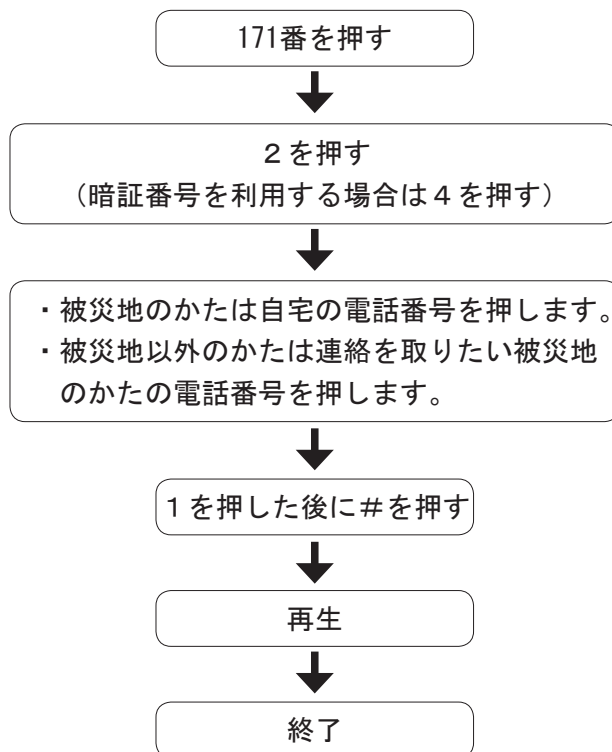 171番を押す
２を押す
（暗証番号を利用する場合は４を押す）
・被災地のかたは自宅の電話番号を押します。
・被災地以外のかたは連絡を取りたい被災地
のかたの電話番号を押します。
１を押した後に＃を押す
再生
終了